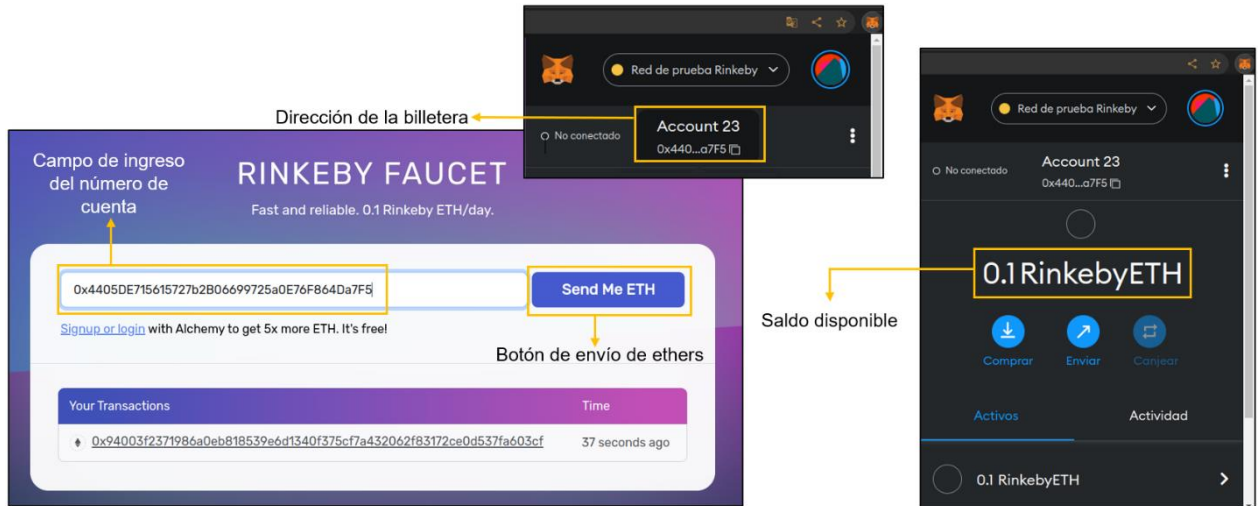 Red de prueba Rinkeby
Dirección de la billetera
No conectado
Account 23
0x440...a7F5
Campo de ingreso
del número de
cuenta
RINKEBY FAUCET
Fast and reliable. 0.1 Rinkeby ETH/day.
0x4405DE715615727b2B06699725a0E76F864Da7F5
Send Me ETH
Signup or login with Alchemy to get 5x more ETH. It's free!
Botón de envío de ethers
Your Transactions
Time
0x94003f2371986a0eb818539e6d1340f375cf7a432062f83172ce0d537fa603cf
37 seconds ago
Red de prueba Rinkeby
No conectado
Account 23
0x440...a7F5
0.1 RinkebyETH
Saldo disponible
Comprar
Enviar
Canjear
Activos
Actividad
0.1 RinkebyETH